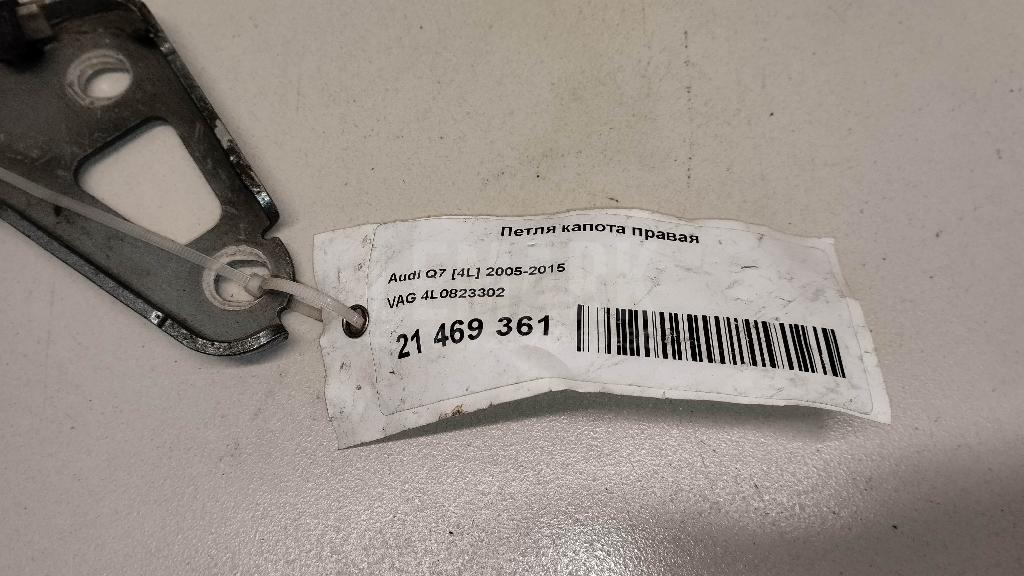 Петля капота правая
Audi Q7 [4L] 2005-2015
VAG 4L0823302
21 469 361